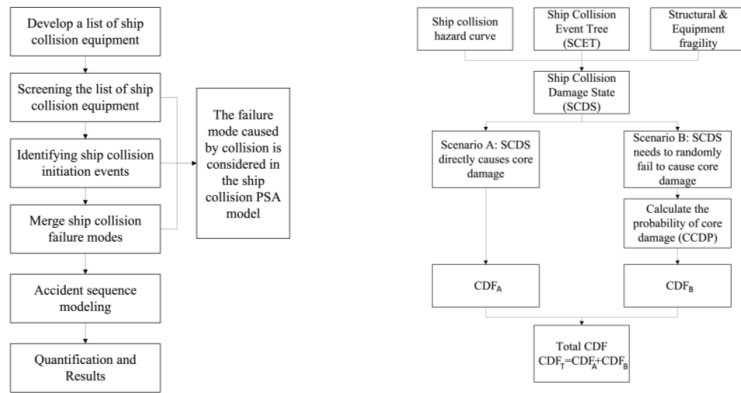 Develop a list of ship
collision equipment
Screening the list of ship
collision equipment
Identifying ship collision
initiation events
Merge ship collision
failure modes
Accident sequence
modeling
Quantification and
Results
The failure
mode caused
by collision is
considered in
the ship
collision PSA
model
Ship collision
hazard curve
Ship Collision
Event Tree
(SCET)
Structural &
Equipment
fragility
Ship Collision
Damage State
(SCDS)
Scenario A: SCDS
directly causes core
damage
Scenario B: SCDS
needs to randomly
fail to cause core
damage
Calculate the
probability of core
damage (CCDP)
CDFA
CDFB
Total CDF
CDFT=CDFA+CDFB